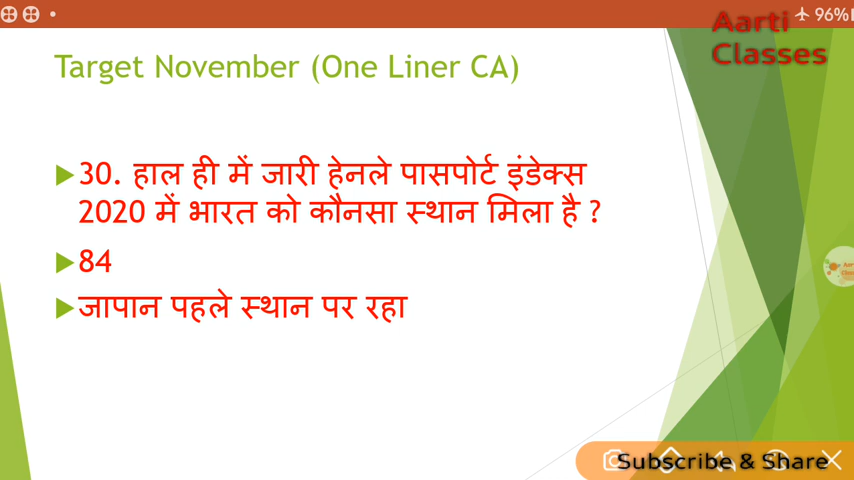 96%
Aarti
Classes
Target November (One Liner CA)
30. हाल ही में जारी हेनले पासपोर्ट इंडेक्स
2020 में भारत को कौनसा स्थान मिला है ?
84
जापान पहले स्थान पर रहा
Subscribe & Share